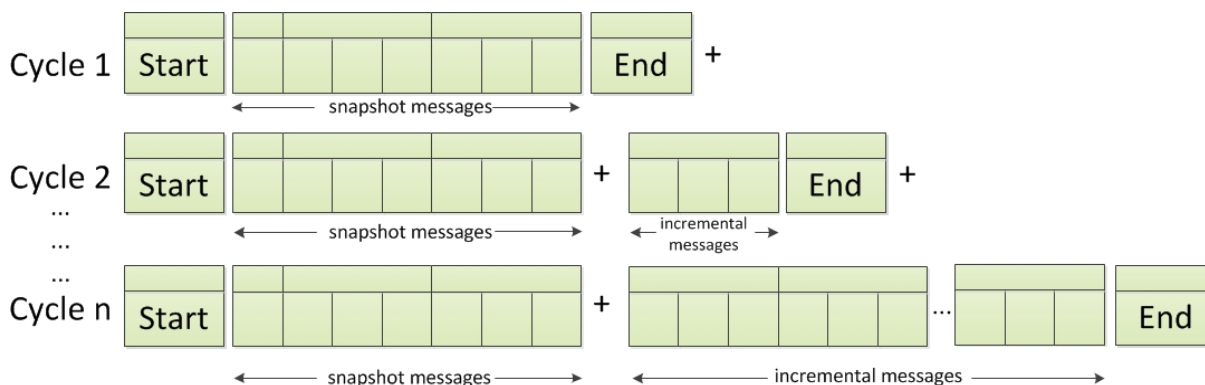 Cycle 1 Start End +
snapshot messages
Cycle 2 Start + End +
... snapshot messages incremental
messages
...
...
Cycle n Start + ... End
snapshot messages incremental messages